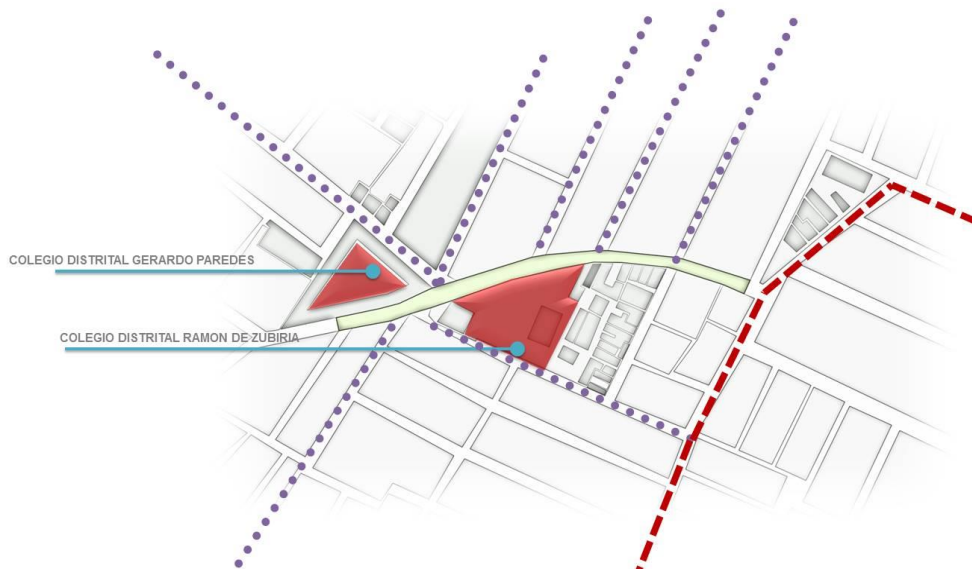 COLEGIO DISTRITAL GERARDO PAREDES
COLEGIO DISTRITAL RAMON DE ZUBIRIA